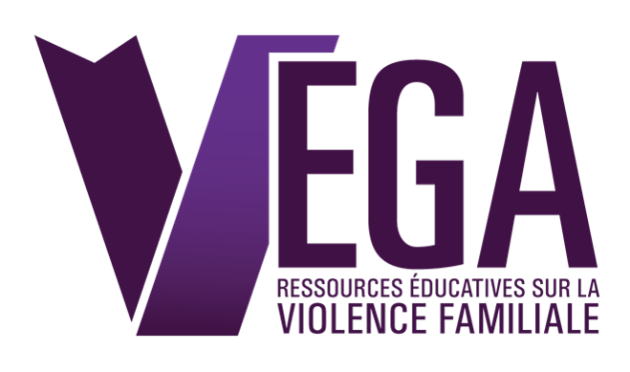 VEGA
RESSOURCES ÉDUCATIVES SUR LA
VIOLENCE FAMILIALE